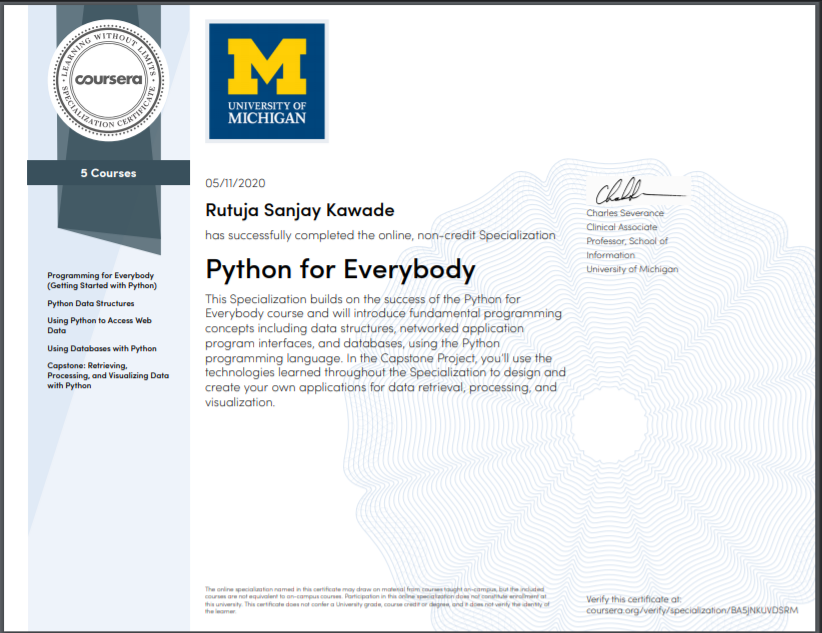 LEARNING WITHOUT LIMITS
coursera
SPECIALIZATION CERTIFICATE
5 Courses
Programming for Everybody
(Getting Started with Python)
Python Data Structures
Using Python to Access Web
Data
Using Databases with Python
Capstone: Retrieving,
Processing, and Visualizing Data
with Python
M
UNIVERSITY OF
MICHIGAN
05/11/2020
Rutuja Sanjay Kawade
has successfully completed the online, non-credit Specialization
Python for Everybody
This Specialization builds on the success of the Python for
Everybody course and will introduce fundamental programming
concepts including data structures, networked application
program interfaces, and databases, using the Python
programming language. In the Capstone Project, you'll use the
technologies learned throughout the Specialization to design and
create your own applications for data retrieval, processing, and
visualization.
Charles Severance
Clinical Associate
Professor, School of
Information
University of Michigan
The online specialization named in this certificate may draw on material from courses taught on-campus, but the included
courses are not equivalent to on-campus courses. Participation in this online specialization does not constitute enrollment at
this university. This certificate does not confer a University grade, course credit or degree, and it does not verify the identity of
the learner.
Verify this certificate at:
coursera.org/verify/specialization/BA5JNKUVDSRM